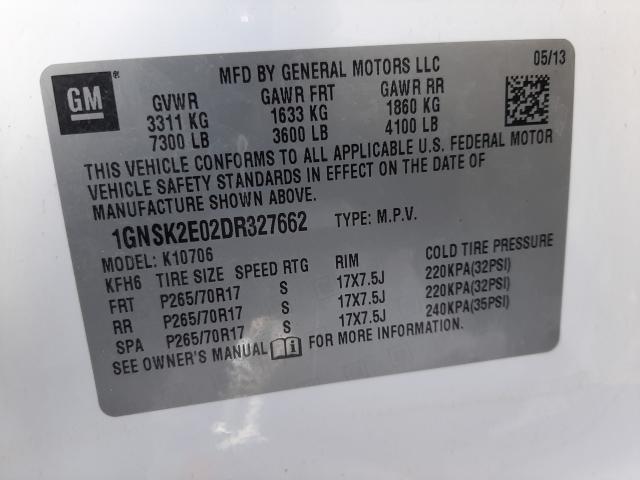 GM
MFD BY GENERAL MOTORS LLC 05/13
GVWR GAWR FRT GAWR RR
3311 KG 1633 KG 1860 KG
7300 LB 3600 LB 4100 LB
THIS VEHICLE CONFORMS TO ALL APPLICABLE U.S. FEDERAL MOTOR
VEHICLE SAFETY STANDARDS IN EFFECT ON THE DATE OF
MANUFACTURE SHOWN ABOVE.
1GNSK2E02DR327662 TYPE: M.P.V.
MODEL: K10706
KFH6 TIRE SIZE SPEED RTG RIM COLD TIRE PRESSURE
FRT P265/70R17 S 17X7.5J 220KPA(32PSI)
RR P265/70R17 S 17X7.5J 220KPA(32PSI)
SPA P265/70R17 S 17X7.5J 240KPA(35PSI)
SEE OWNER'S MANUAL FOR MORE INFORMATION.